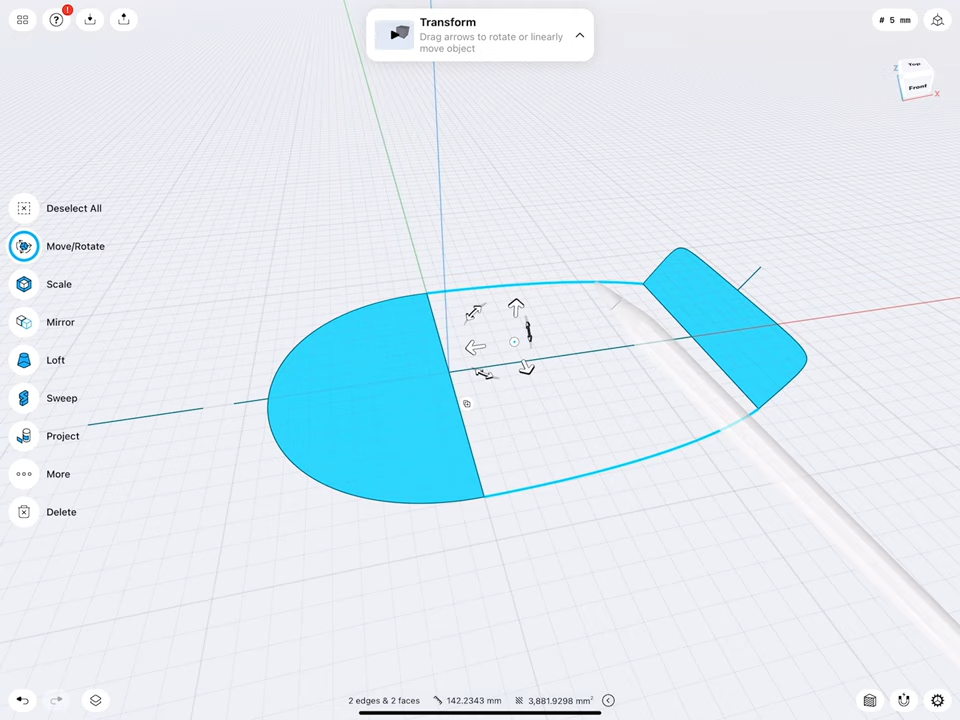 !
Transform
Drag arrows to rotate or linearly
move object
# 5 mm
Top
Front
Z
X
Deselect All
Move/Rotate
Scale
Mirror
Loft
Sweep
Project
More
Delete
2 edges & 2 faces 142.2343 mm 3,881.9298 mm²